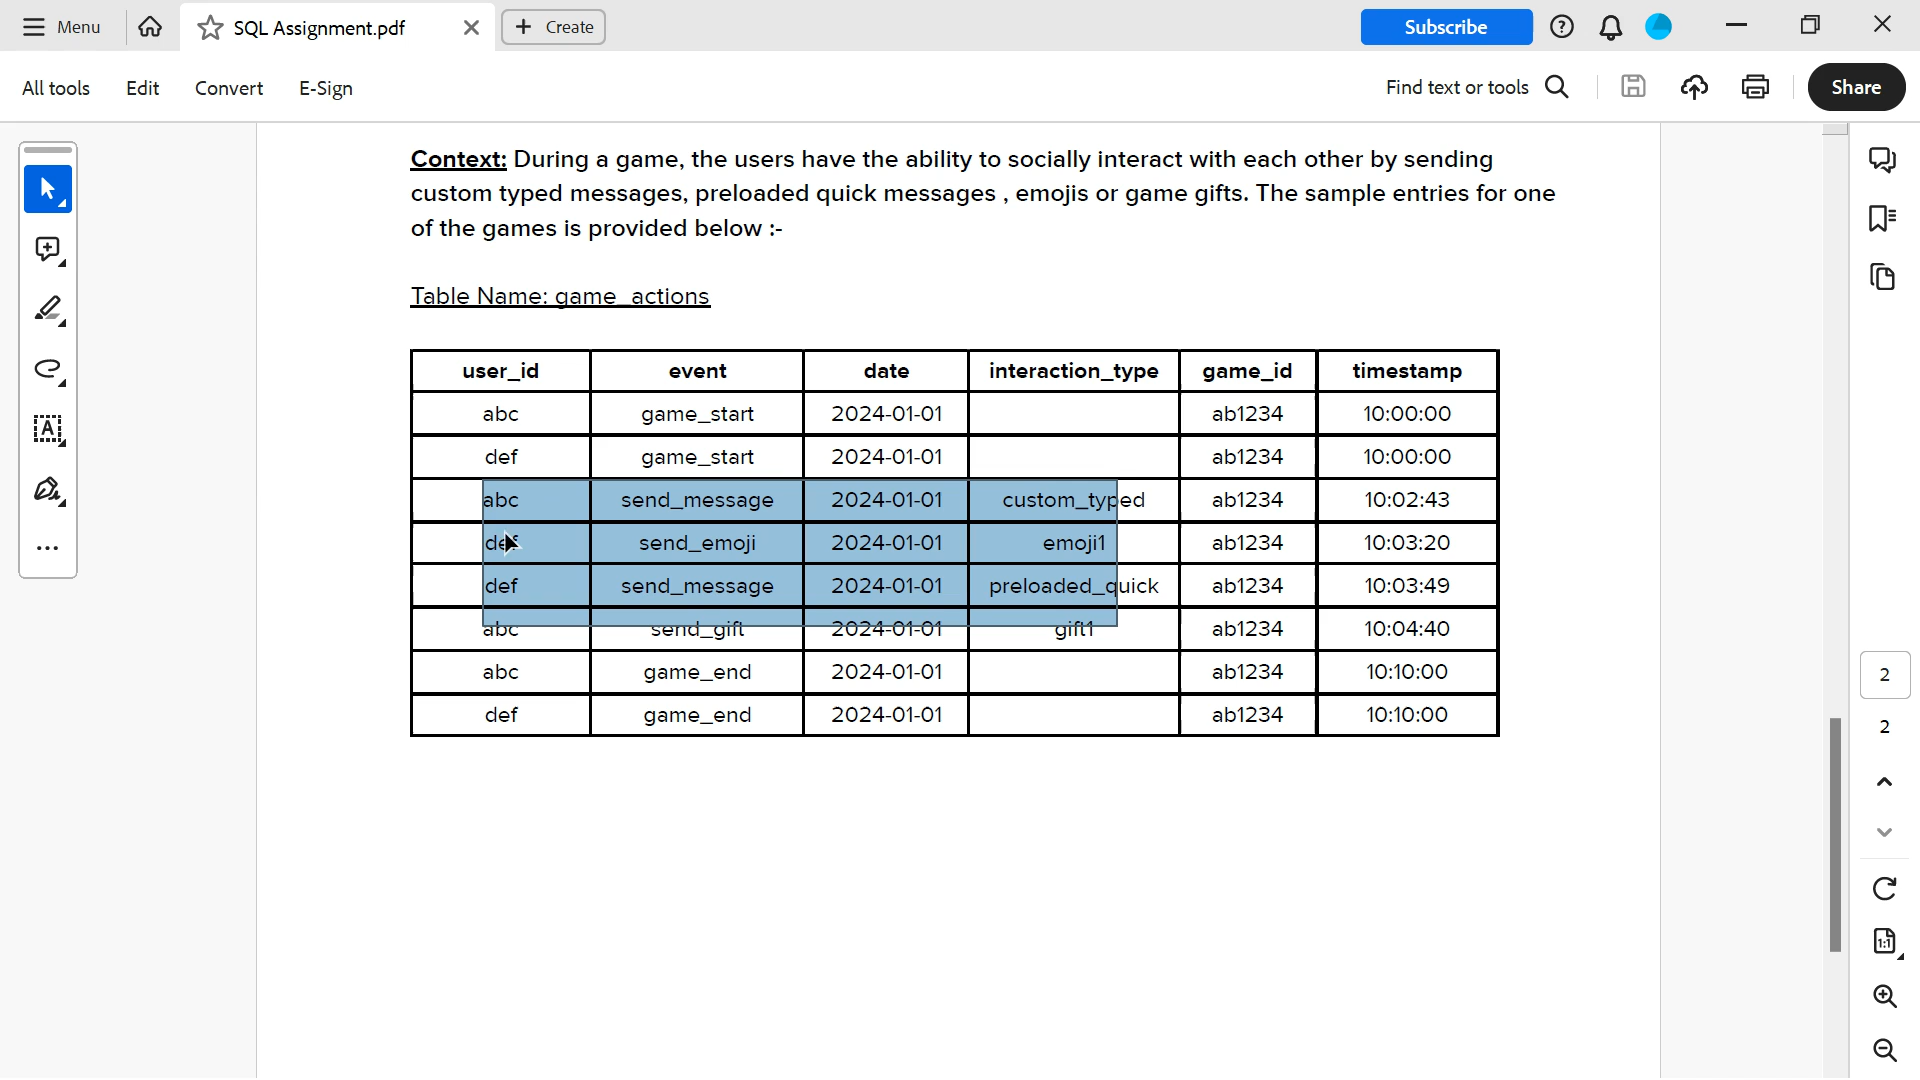 Menu SQL Assignment.pdf Create Subscribe
All tools Edit Convert E-Sign Find text or tools Share
Context: During a game, the users have the ability to socially interact with each other by sending
custom typed messages, preloaded quick messages , emojis or game gifts. The sample entries for one
of the games is provided below :-
Table Name: game_actions
user_id event date interaction_type game_id timestamp
abc game_start 2024-01-01 ab1234 10:00:00
def game_start 2024-01-01 ab1234 10:00:00
abc send_message 2024-01-01 custom_typed ab1234 10:02:43
def send_emoji 2024-01-01 emoji1 ab1234 10:03:20
def send_message 2024-01-01 preloaded_quick ab1234 10:03:49
abc send_gift 2024-01-01 gift1 ab1234 10:04:40
abc game_end 2024-01-01 ab1234 10:10:00
def game_end 2024-01-01 ab1234 10:10:00
2
2
1:1